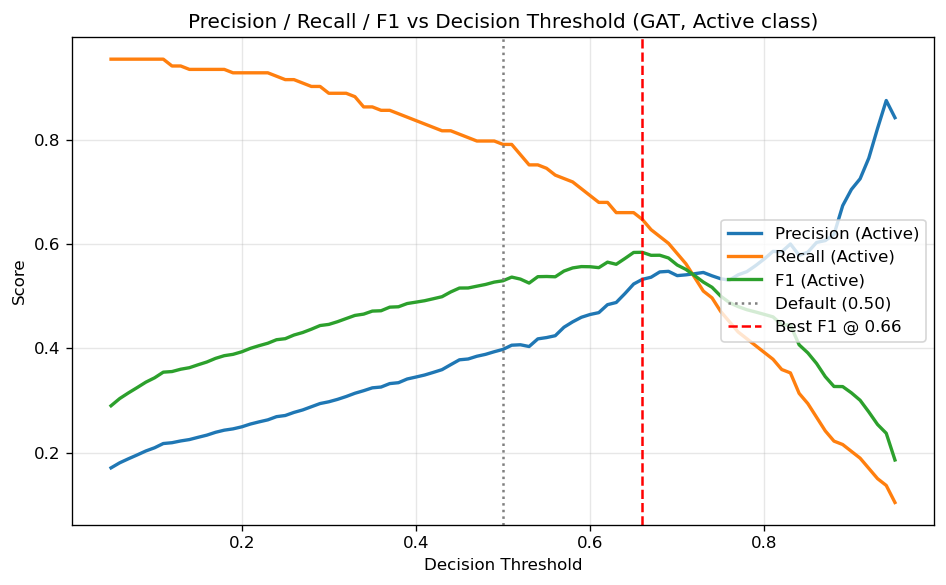 Precision / Recall / F1 vs Decision Threshold (GAT, Active class)
Score
0.8
0.6
0.4
0.2
Precision (Active)
Recall (Active)
F1 (Active)
Default (0.50)
Best F1 @ 0.66
0.2 0.4 0.6 0.8
Decision Threshold